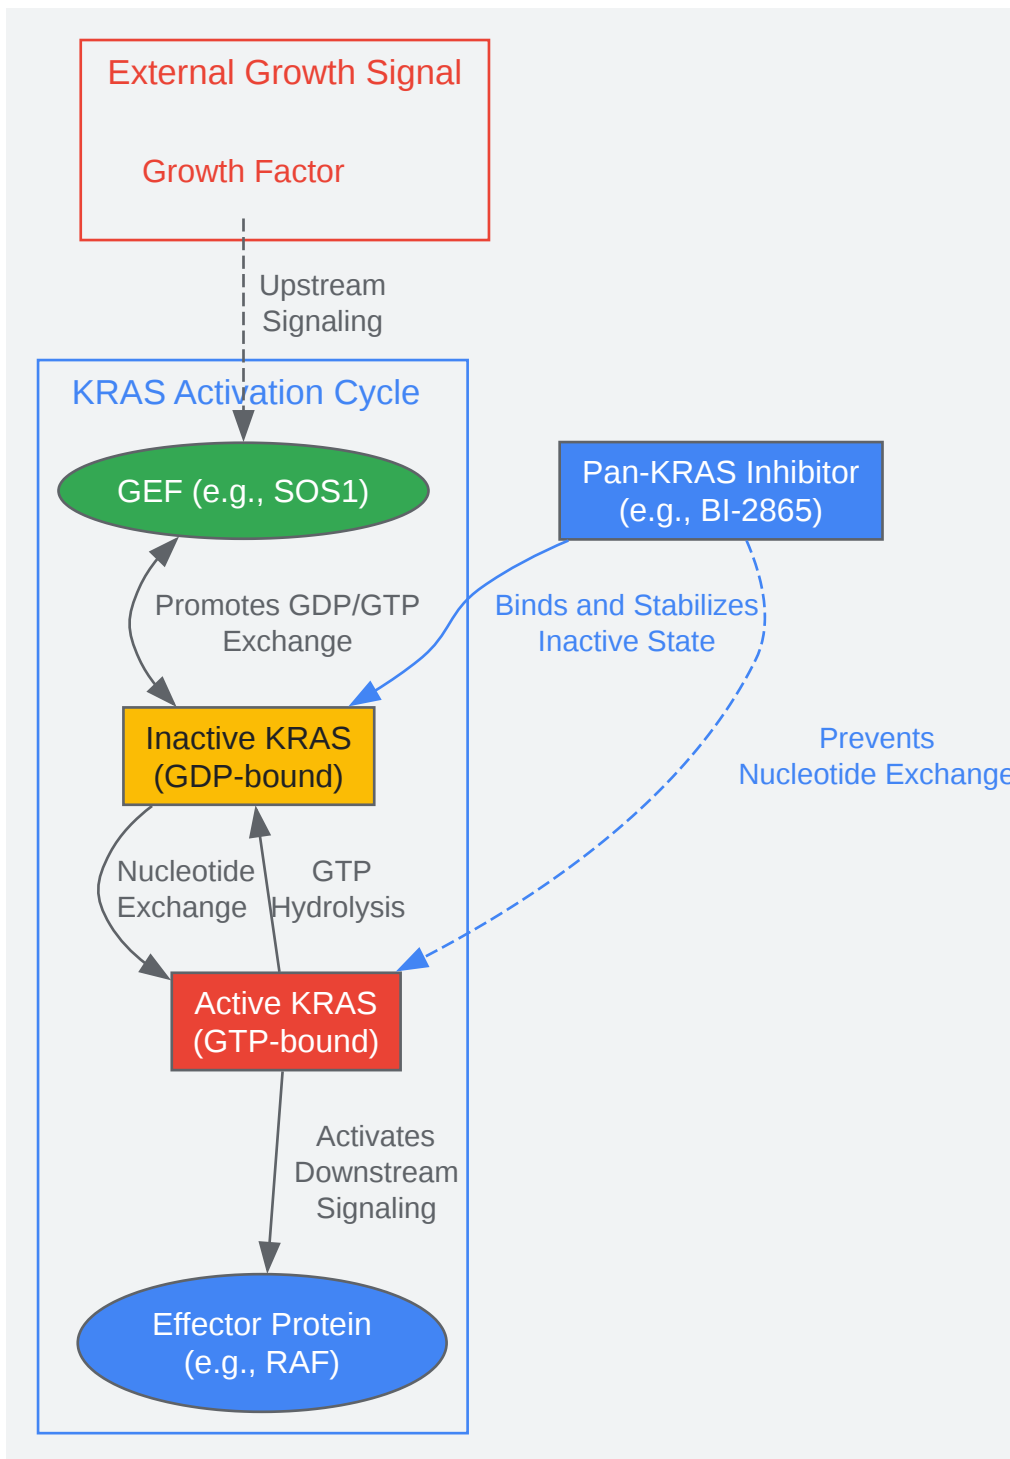 External Growth Signal
Growth Factor
Upstream
Signaling
KRAS Activation Cycle
GEF (e.g., SOS1)
Pan-KRAS Inhibitor
(e.g., BI-2865)
Promotes GDP/GTP
Exchange
Binds and Stabilizes
Inactive State
Inactive KRAS
(GDP-bound)
Prevents
Nucleotide Exchange
Nucleotide
Exchange
GTP
Hydrolysis
Active KRAS
(GTP-bound)
Activates
Downstream
Signaling
Effector Protein
(e.g., RAF)